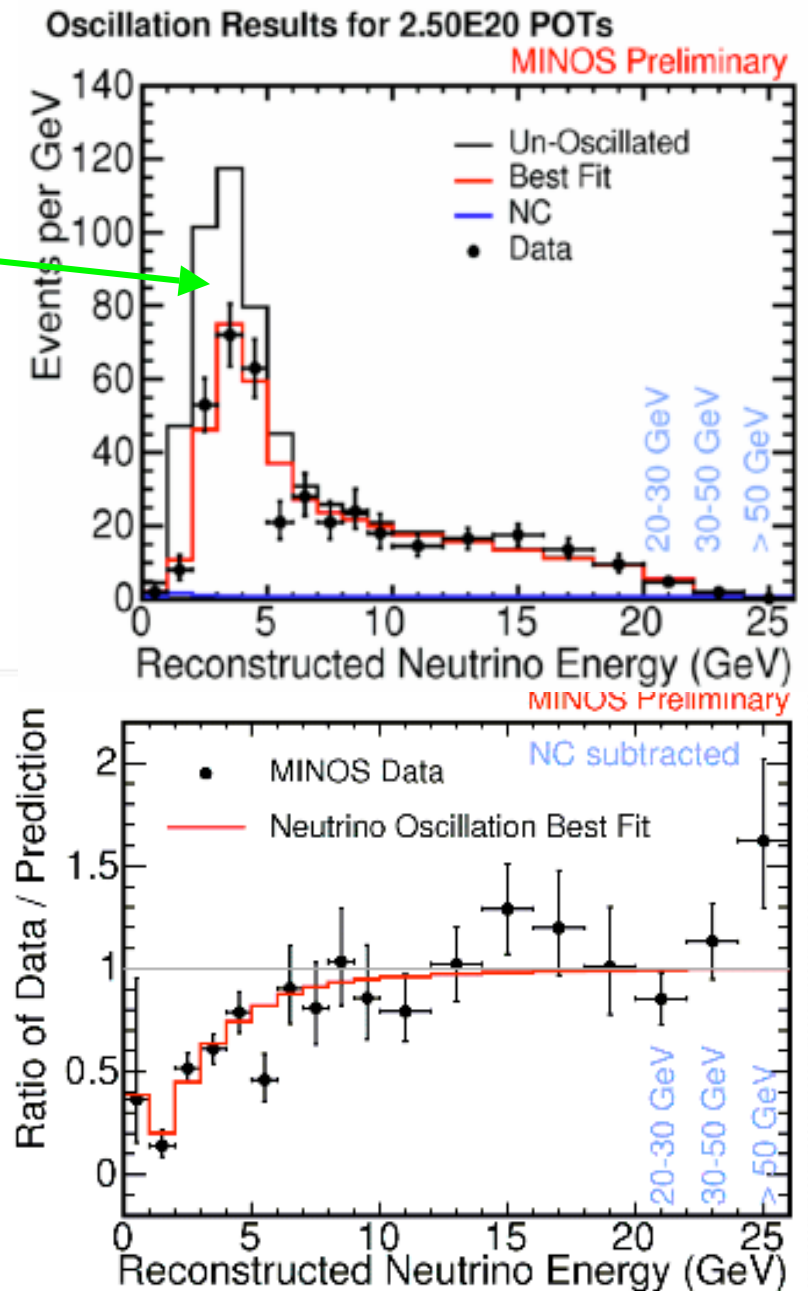 Oscillation Results for 2.50E20 POTs
MINOS Preliminary
Events per GeV
140
120
100
80
60
40
20
0
Un-Oscillated
Best Fit
NC
Data
20-30 GeV
30-50 GeV
> 50 GeV
0 5 10 15 20 25
Reconstructed Neutrino Energy (GeV)
MINOS Preliminary
Ratio of Data / Prediction
2
1.5
1
0.5
0
NC subtracted
MINOS Data
Neutrino Oscillation Best Fit
20-30 GeV
30-50 GeV
> 50 GeV
0 5 10 15 20 25
Reconstructed Neutrino Energy (GeV)